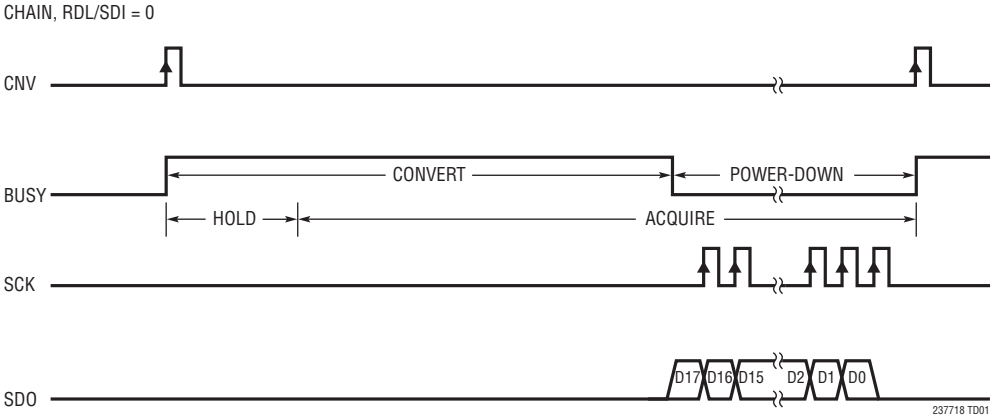 CHAIN, RDL/SDI = 0
CNV
BUSY
CONVERT
POWER-DOWN
HOLD
ACQUIRE
SCK
SDO
D17 D16 D15 D2 D1 D0
237718 TD01